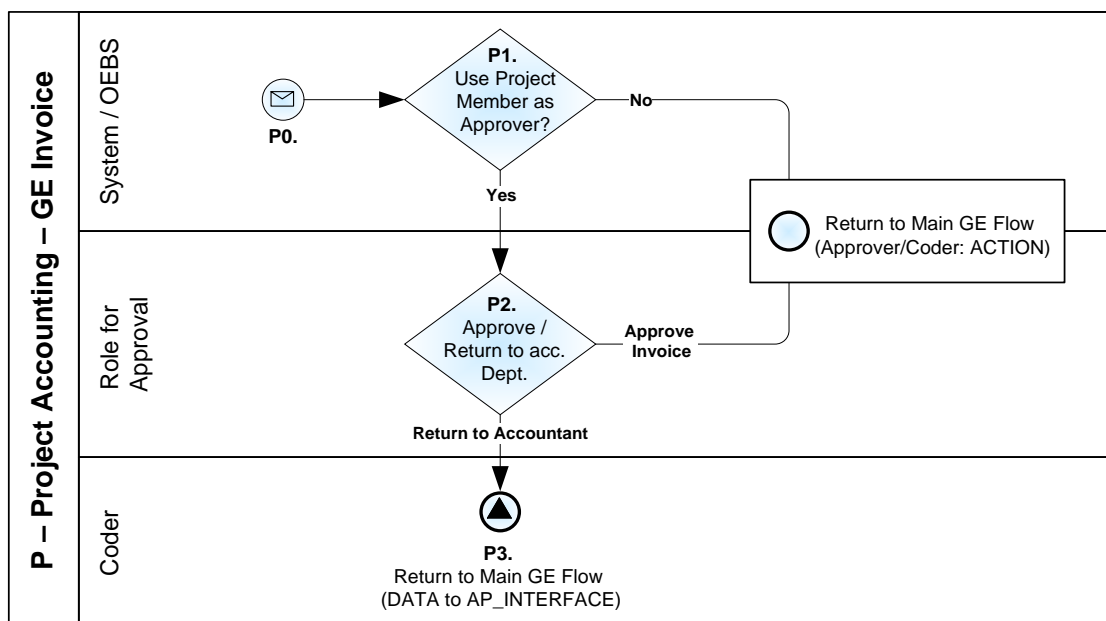 P – Project Accounting – GE Invoice
System / OEBS
P0.
P1.
Use Project
Member as
Approver?
No
Yes
Return to Main GE Flow
(Approver/Coder: ACTION)
Role for
Approval
P2.
Approve /
Return to acc.
Dept.
Approve
Invoice
Return to Accountant
Coder
P3.
Return to Main GE Flow
(DATA to AP_INTERFACE)